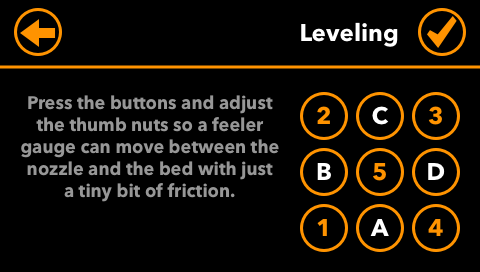 Leveling
Press the buttons and adjust
the thumb nuts so a feeler
gauge can move between the
nozzle and the bed with just
a tiny bit of friction.
2 C 3
B 5 D
1 A 4